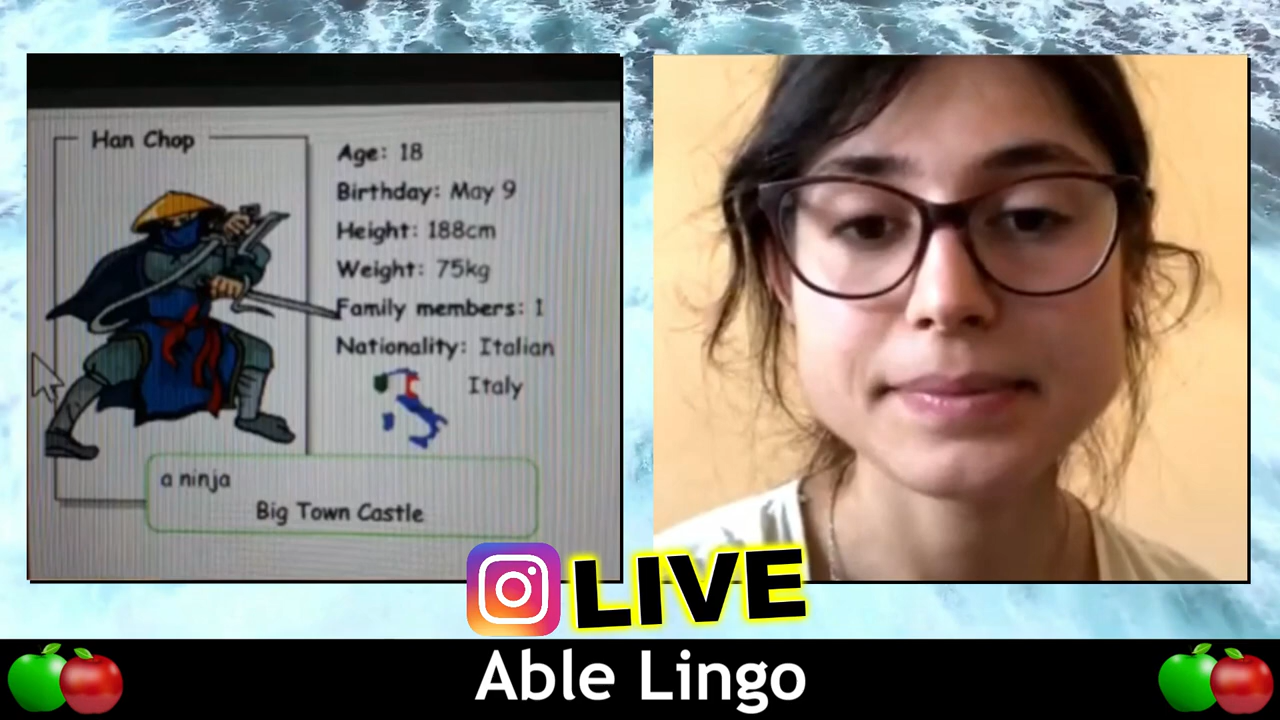 Han Chop
Age: 18
Birthday: May 9
Height: 188cm
Weight: 75kg
Family members: 1
Nationality: Italian
Italy
a ninja
Big Town Castle
LIVE
Able Lingo